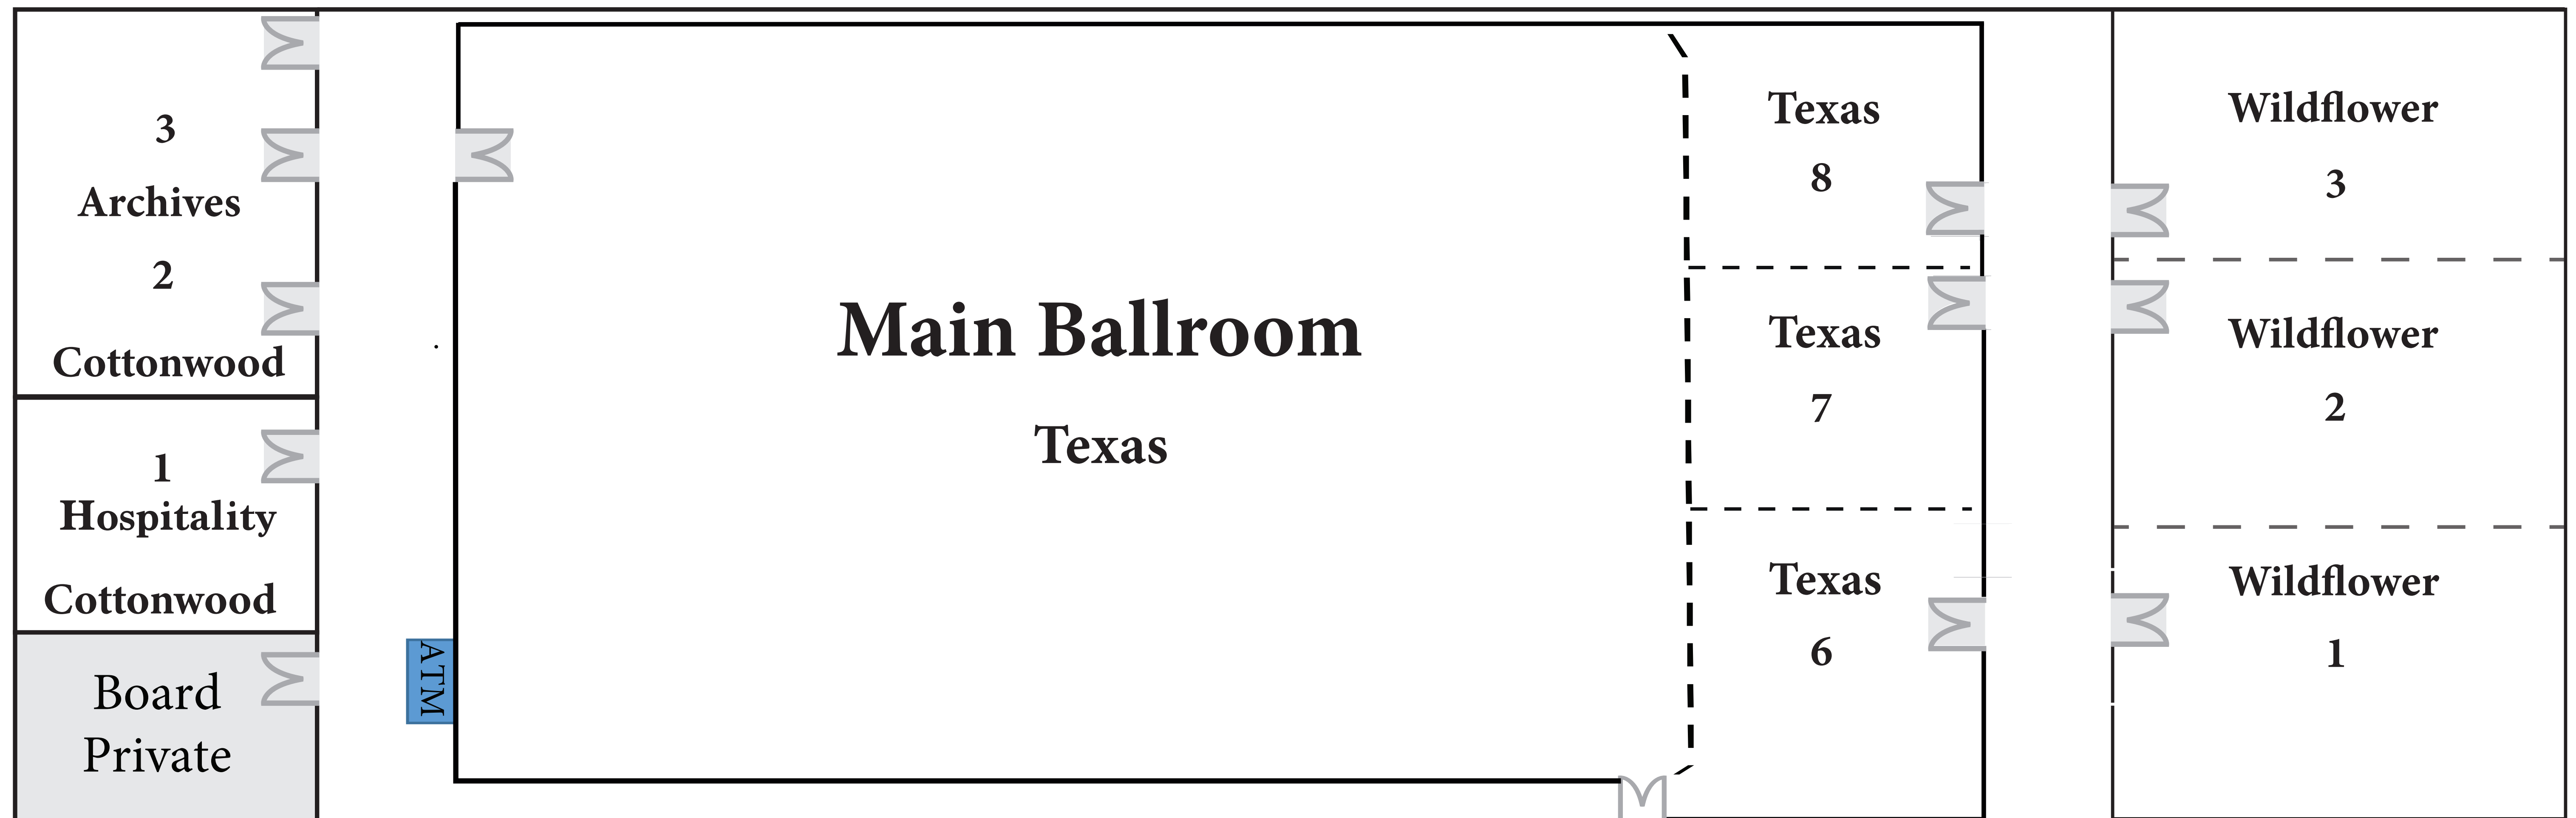 3
Archives
2
Cottonwood
1
Hospitality
Cottonwood
Board
Private
ATM
Main Ballroom
Texas
Texas
8
Texas
7
Texas
6
Wildflower
3
Wildflower
2
Wildflower
1